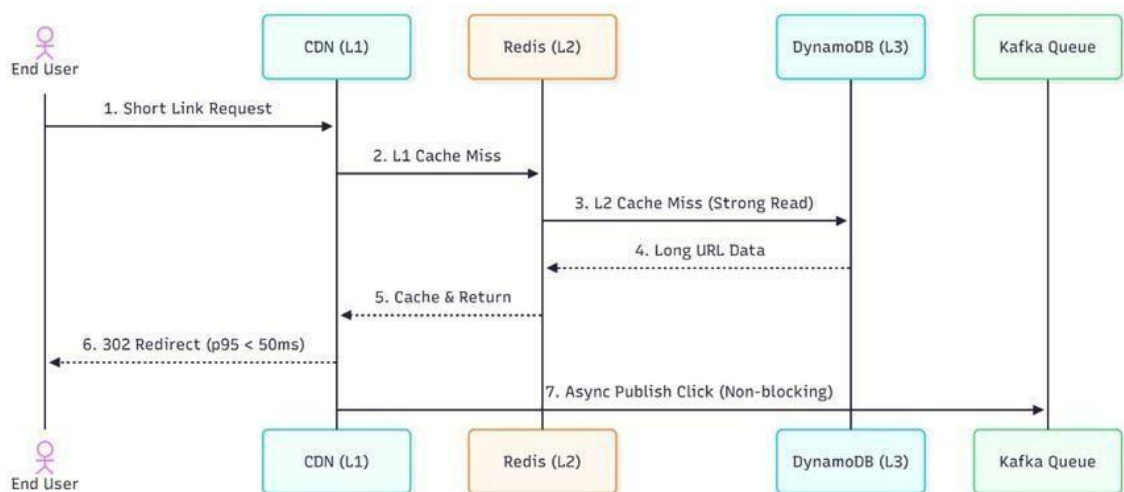 End User
CDN (L1)
Redis (L2)
DynamoDB (L3)
Kafka Queue
1. Short Link Request
2. L1 Cache Miss
3. L2 Cache Miss (Strong Read)
4. Long URL Data
5. Cache & Return
6. 302 Redirect (p95 < 50ms)
7. Async Publish Click (Non-blocking)
End User
CDN (L1)
Redis (L2)
DynamoDB (L3)
Kafka Queue